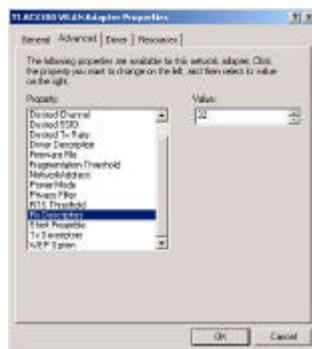 TI ACX100 WLAN Adapter Properties
General Advanced Driver Resources
The following properties are available for this network adapter. Click
the property you want to change on the left, and then select its value
on the right.
Property:
Value:
Desired Channel
Desired SSID
Desired Tx Rate
Driver Description
Firmware File
Fragmentation Threshold
NetworkAddress
Power Mode
Privacy Filter
RTS Threshold
Rx Descriptors
Short Preamble
Tx Descriptors
WEP Option
32
OK Cancel